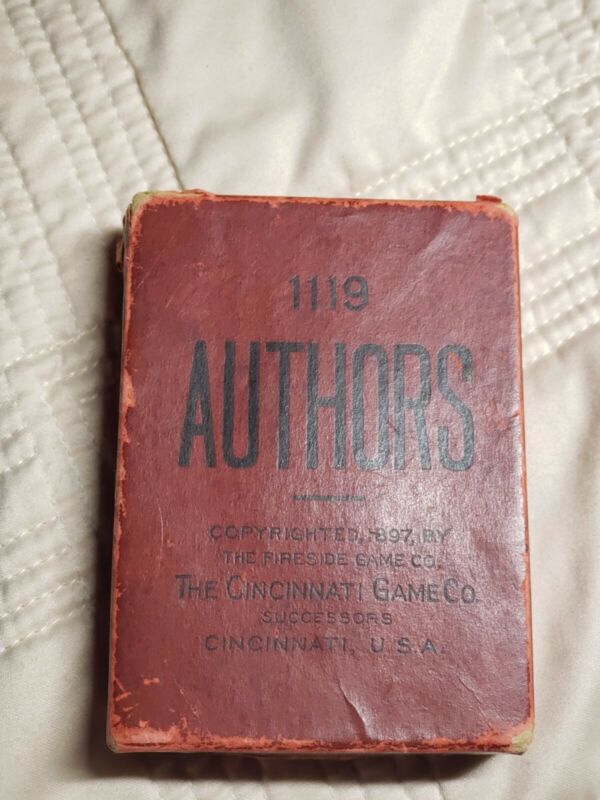 1119
AUTHORS
COPYRIGHTED, 1897, BY
THE FIRESIDE GAME CO.
THE CINCINNATI GAME CO.
SUCCESSORS
CINCINNATI, U.S.A.